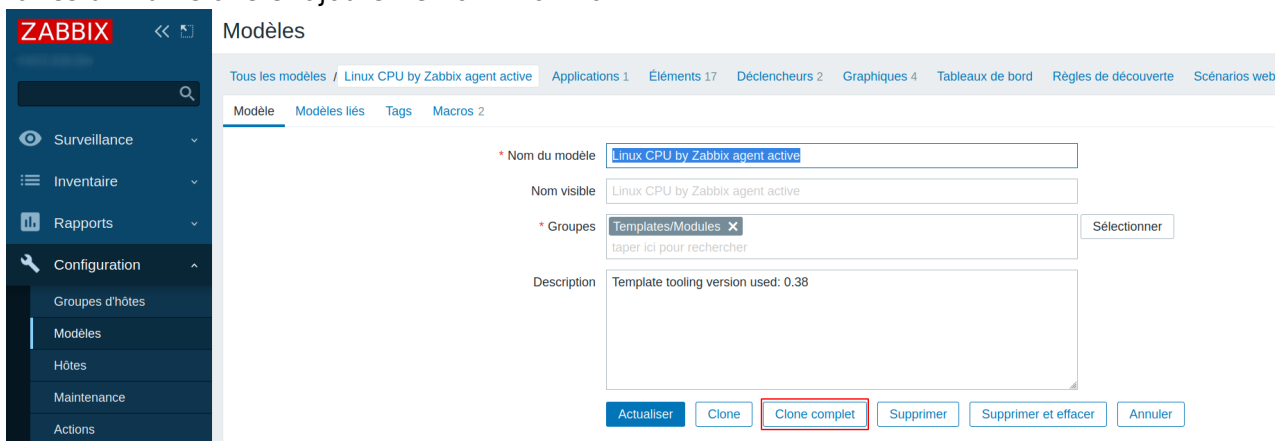 ZABBIX
Modèles
Tous les modèles / Linux CPU by Zabbix agent active Applications 1 Éléments 17 Déclencheurs 2 Graphiques 4 Tableaux de bord Règles de découverte Scénarios web
Modèle Modèles liés Tags Macros 2
Surveillance
Inventaire
Rapports
Configuration
Groupes d'hôtes
Modèles
Hôtes
Maintenance
Actions
* Nom du modèle Linux CPU by Zabbix agent active
Nom visible Linux CPU by Zabbix agent active
* Groupes Templates/Modules X Sélectionner
taper ici pour rechercher
Description Template tooling version used: 0.38
Actualiser Clone Clone complet Supprimer Supprimer et effacer Annuler